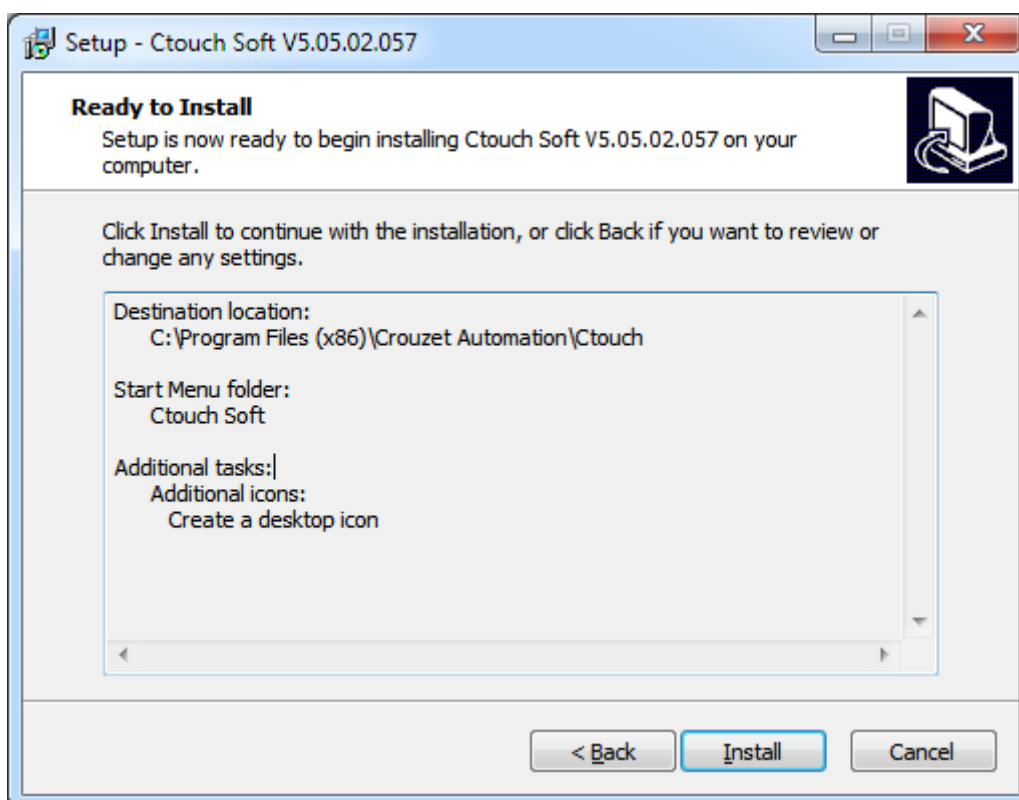 Setup - Ctouch Soft V5.05.02.057
Ready to Install
Setup is now ready to begin installing Ctouch Soft V5.05.02.057 on your
computer.
Click Install to continue with the installation, or click Back if you want to review or
change any settings.
Destination location:
C:\Program Files (x86)\Crouzet Automation\Ctouch
Start Menu folder:
Ctouch Soft
Additional tasks:
Additional icons:
Create a desktop icon
< Back
Install
Cancel